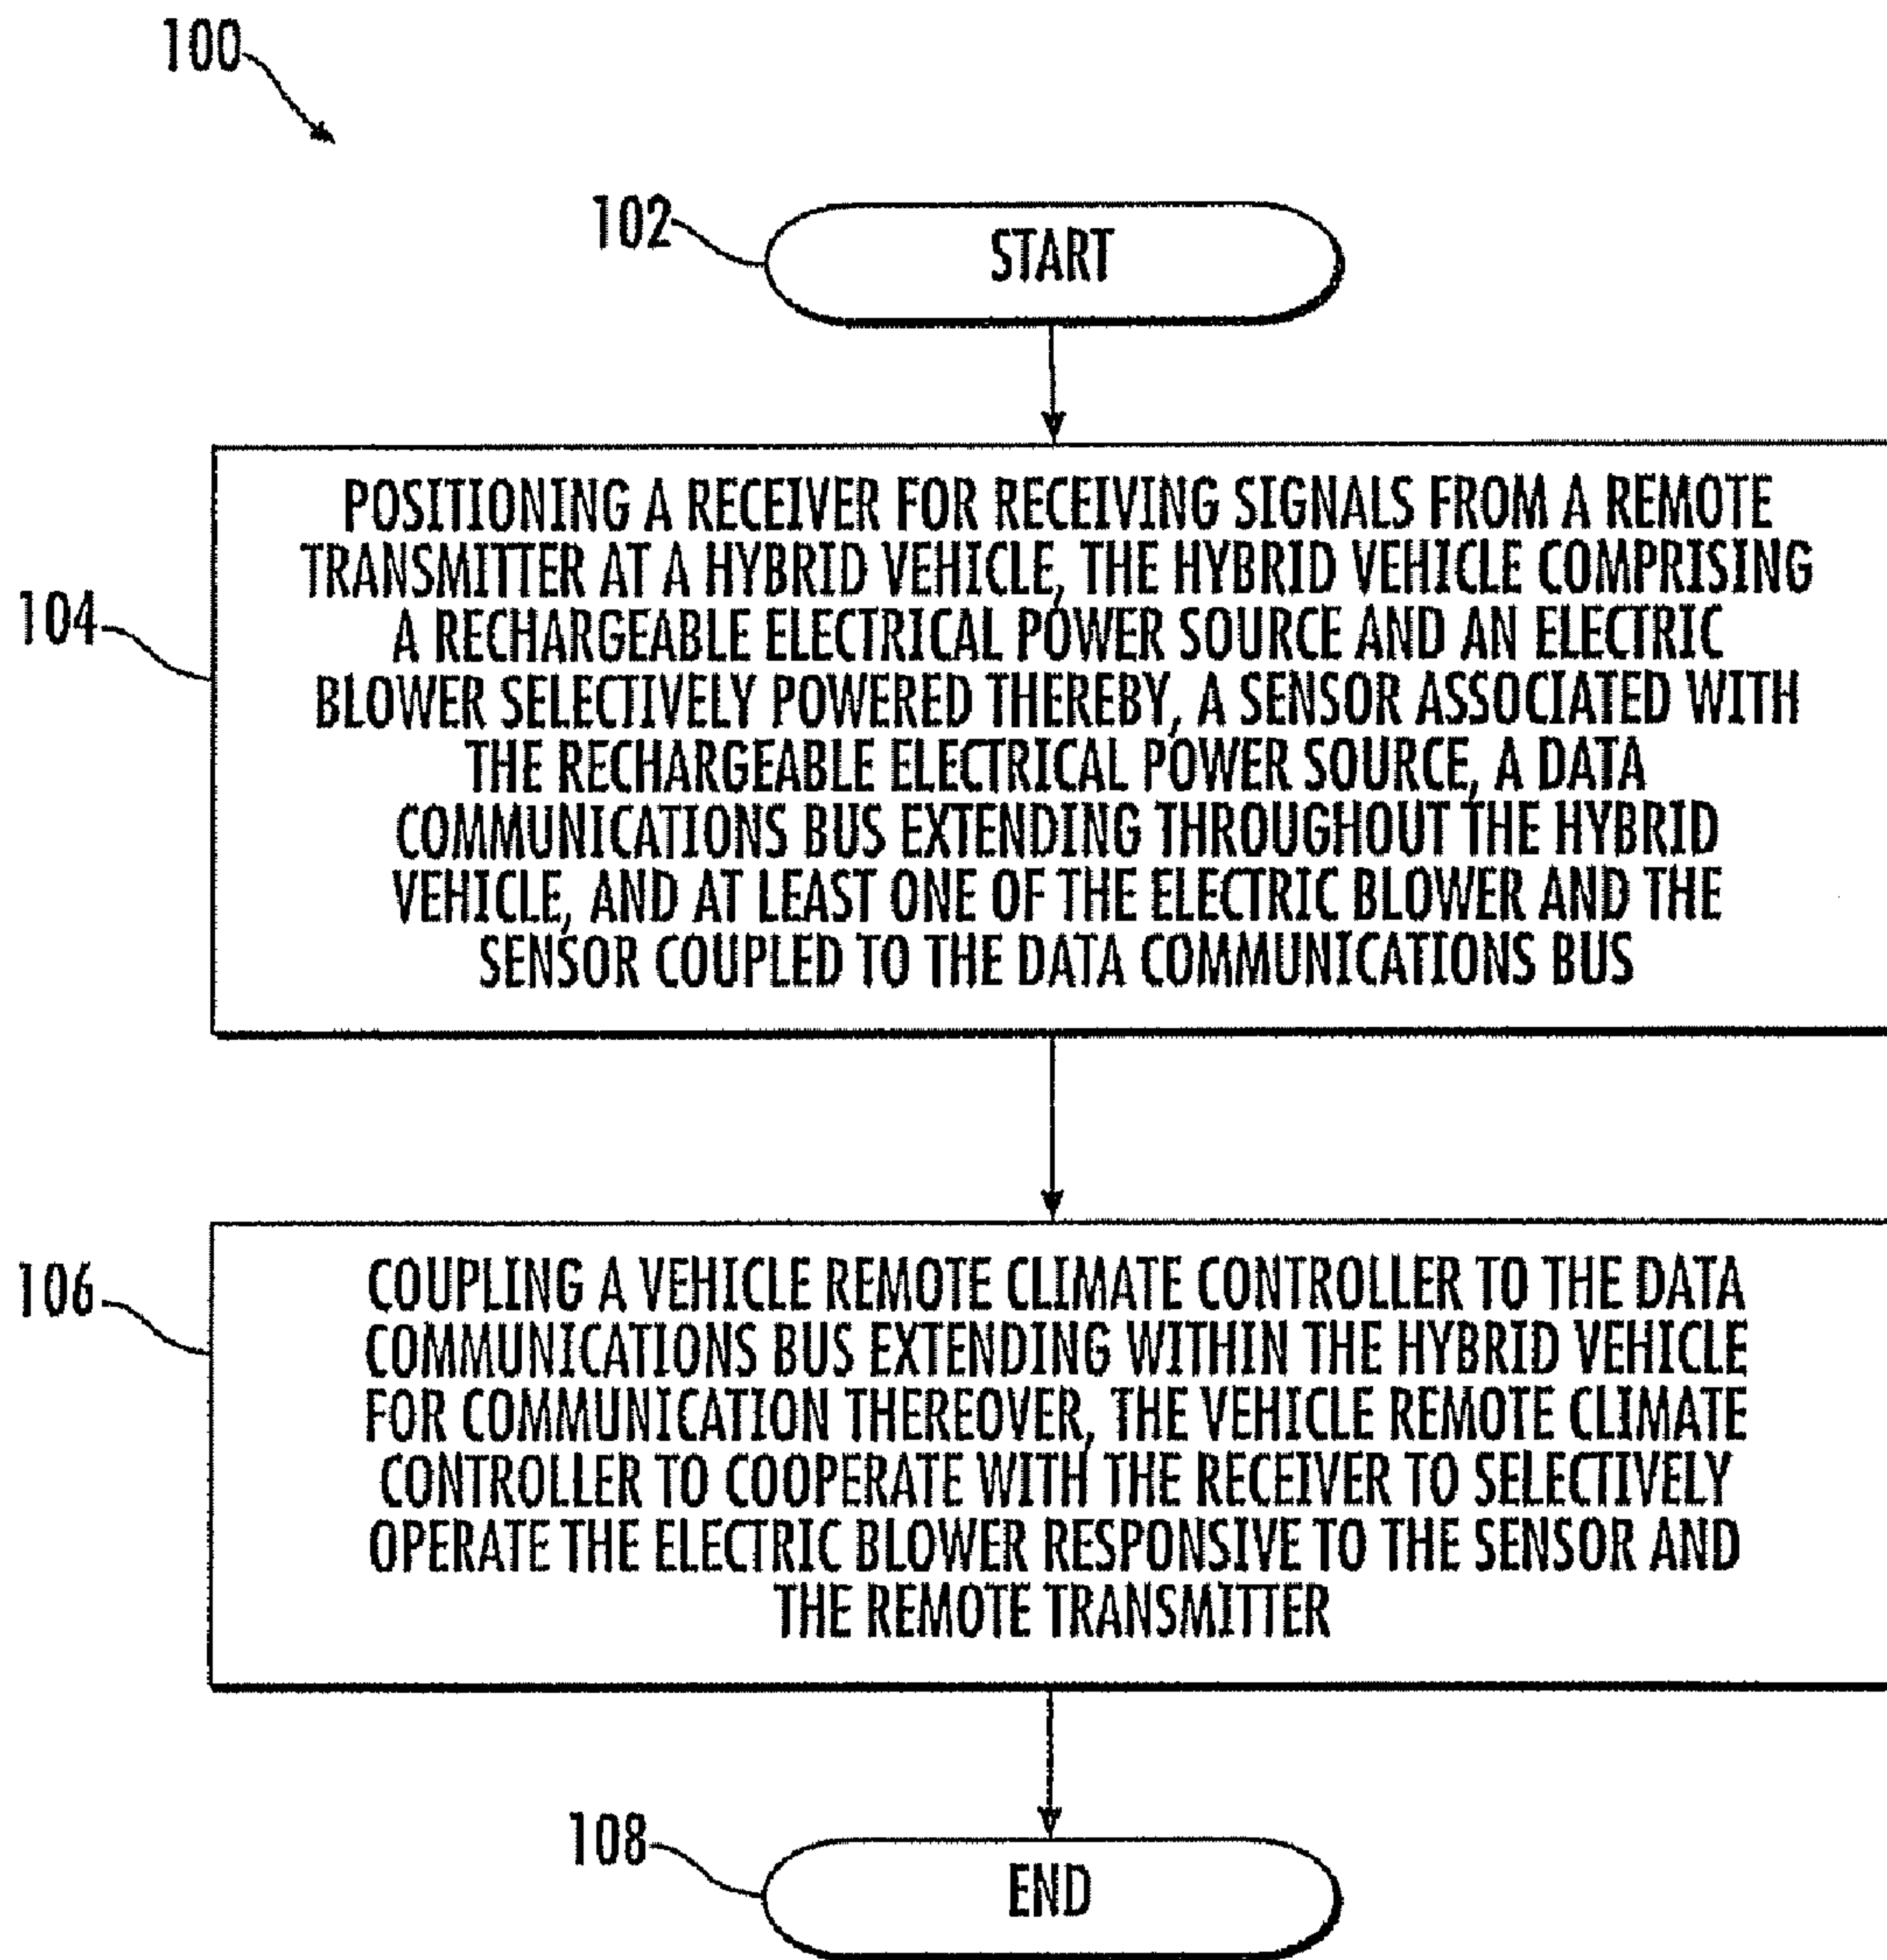 100
102
START
104
POSITIONING A RECEIVER FOR RECEIVING SIGNALS FROM A REMOTE
TRANSMITTER AT A HYBRID VEHICLE, THE HYBRID VEHICLE COMPRISING
A RECHARGEABLE ELECTRICAL POWER SOURCE AND AN ELECTRIC
BLOWER SELECTIVELY POWERED THEREBY, A SENSOR ASSOCIATED WITH
THE RECHARGEABLE ELECTRICAL POWER SOURCE, A DATA
COMMUNICATIONS BUS EXTENDING THROUGHOUT THE HYBRID
VEHICLE, AND AT LEAST ONE OF THE ELECTRIC BLOWER AND THE
SENSOR COUPLED TO THE DATA COMMUNICATIONS BUS
106
COUPLING A VEHICLE REMOTE CLIMATE CONTROLLER TO THE DATA
COMMUNICATIONS BUS EXTENDING WITHIN THE HYBRID VEHICLE
FOR COMMUNICATION THEREOVER, THE VEHICLE REMOTE CLIMATE
CONTROLLER TO COOPERATE WITH THE RECEIVER TO SELECTIVELY
OPERATE THE ELECTRIC BLOWER RESPONSIVE TO THE SENSOR AND
THE REMOTE TRANSMITTER
108
END